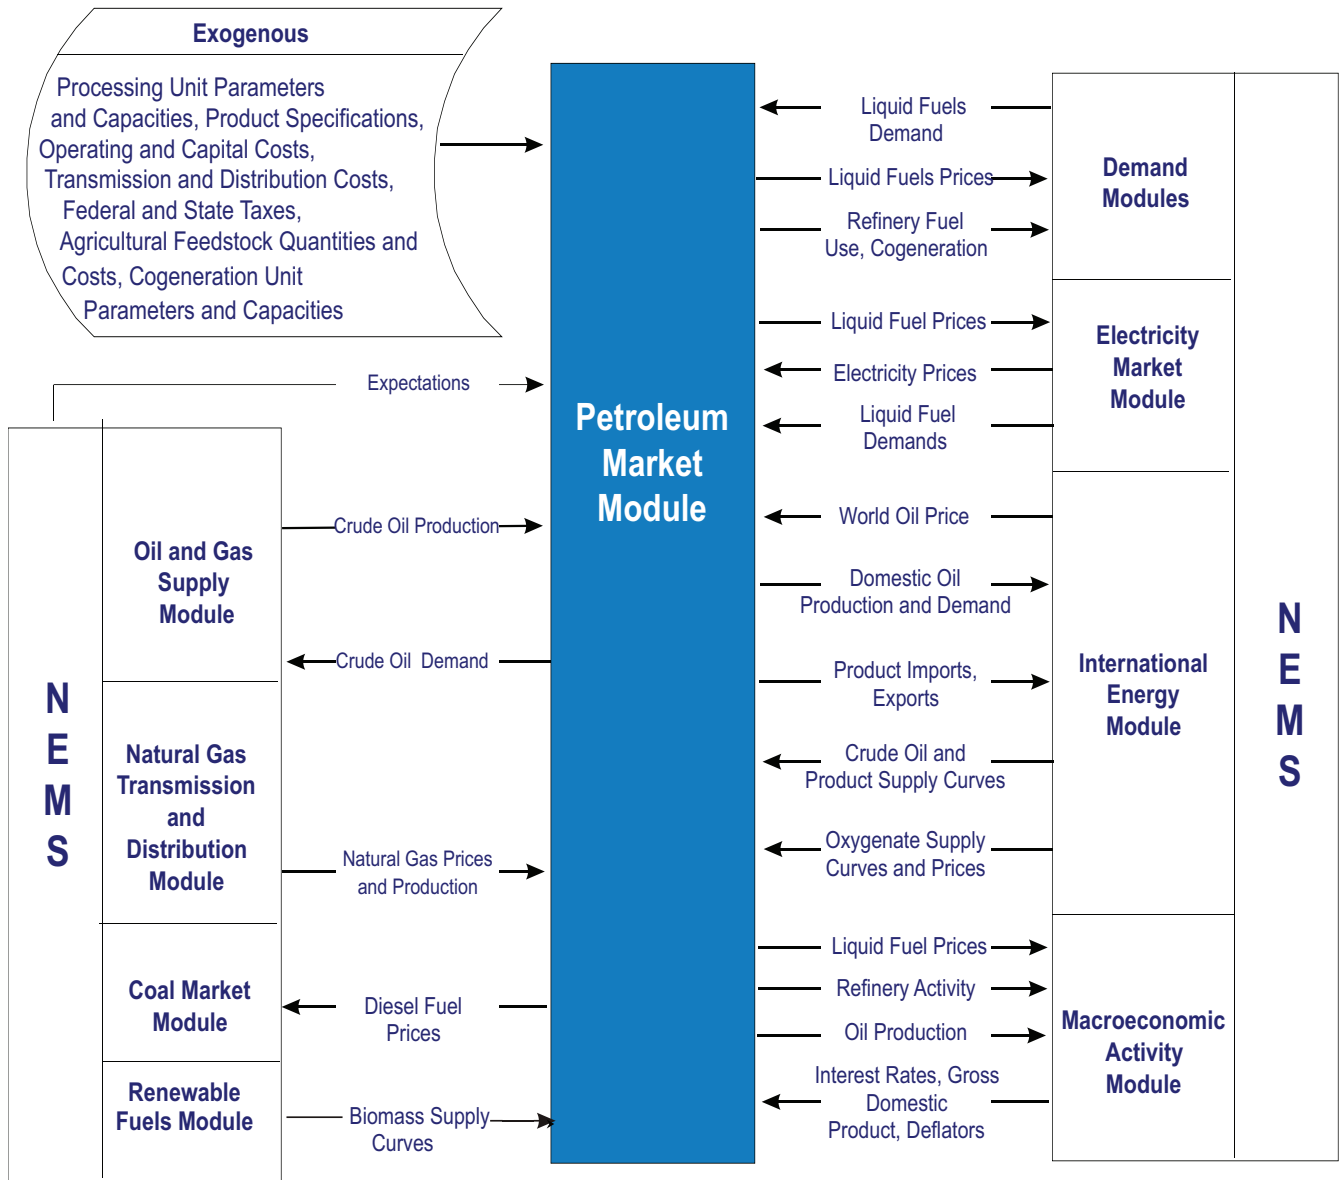 Exogenous
Processing Unit Parameters
and Capacities, Product Specifications,
Operating and Capital Costs,
Transmission and Distribution Costs,
Federal and State Taxes,
Agricultural Feedstock Quantities and
Costs, Cogeneration Unit
Parameters and Capacities
Expectations
N
E
M
S
Oil and Gas
Supply
Module
Natural Gas
Transmission
and
Distribution
Module
Coal Market
Module
Renewable
Fuels Module
Crude Oil Production
Crude Oil Demand
Natural Gas Prices
and Production
Diesel Fuel
Prices
Biomass Supply
Curves
Petroleum
Market
Module
Liquid Fuels
Demand
Liquid Fuels Prices
Refinery Fuel
Use, Cogeneration
Liquid Fuel Prices
Electricity Prices
Liquid Fuel
Demands
World Oil Price
Domestic Oil
Production and Demand
Product Imports,
Exports
Crude Oil and
Product Supply Curves
Oxygenate Supply
Curves and Prices
Liquid Fuel Prices
Refinery Activity
Oil Production
Interest Rates, Gross
Domestic
Product, Deflators
Demand
Modules
Electricity
Market
Module
International
Energy
Module
Macroeconomic
Activity
Module
N
E
M
S